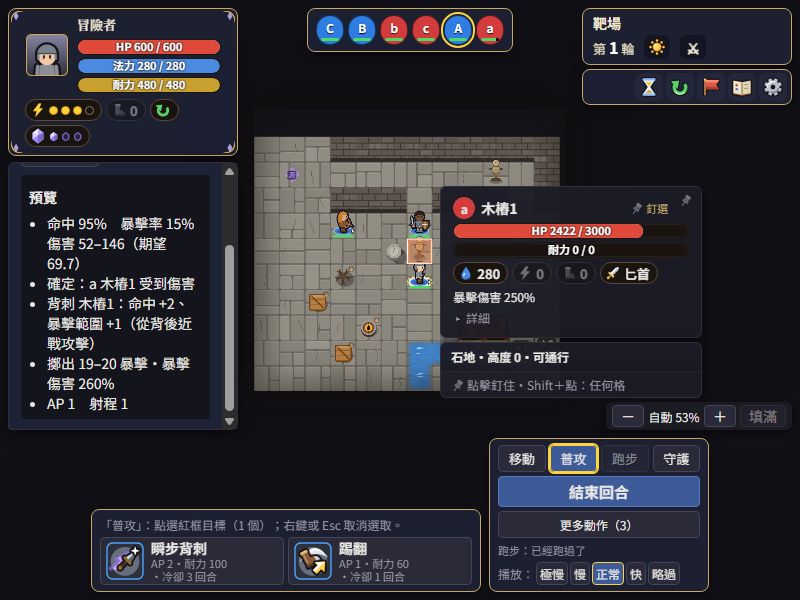 冒險者
HP 600 / 600
法力 280 / 280
耐力 480 / 480
0
C B b c A a
靶場
第 1 輪
預覽
命中 95%　暴擊率 15%
傷害 52–146（期望
69.7）
確定：a 木樁1 受到傷害
背刺 木樁1：命中 +2、
暴擊範圍 +1（從背後近
戰攻擊）
擲出 19–20 暴擊・暴擊
傷害 260%
AP 1　射程 1
a 木樁1 釘選
HP 2422 / 3000
耐力 0 / 0
280 0 0 匕首
暴擊傷害 250%
▸ 詳細
石地・高度 0・可通行
點擊釘住・Shift＋點：任何格
− 自動 53% + 填滿
移動 普攻 跑步 守護
結束回合
更多動作（3）
跑步：已經跑過了
播放： 極慢 慢 正常 快 略過
「普攻」：點選紅框目標（1 個）；右鍵或 Esc 取消選取。
瞬步背刺
AP 2・耐力 100
・冷卻 3 回合
踢翻
AP 1・耐力 60
・冷卻 1 回合